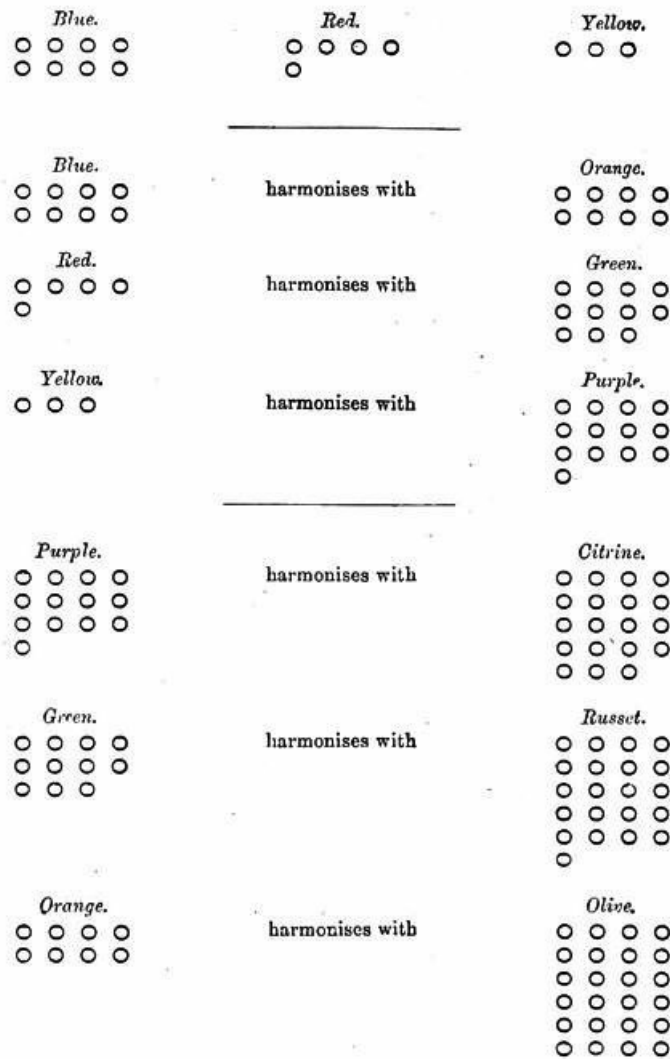 Blue. Red. Yellow.
Blue. harmonises with Orange.
Red. harmonises with Green.
Yellow. harmonises with Purple.
Purple. harmonises with Citrine.
Green. harmonises with Russet.
Orange. harmonises with Olive.